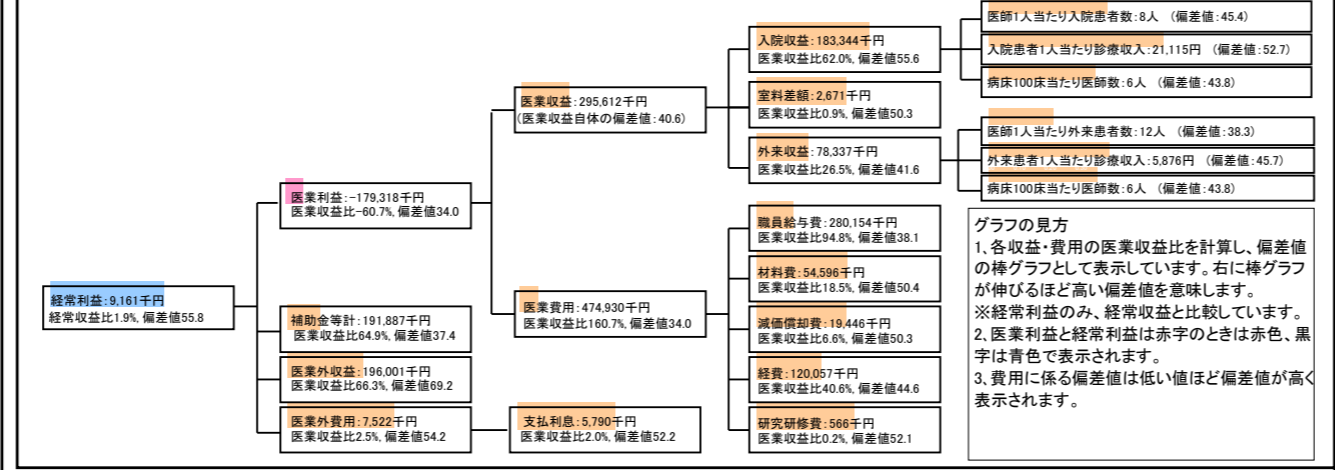 経常利益:9,161千円
経常収益比1.9%, 偏差値55.8
医業利益:-179,318千円
医業収益比-60.7%, 偏差値34.0
補助金等計:191,887千円
医業収益比64.9%, 偏差値37.4
医業外収益:196,001千円
医業収益比66.3%, 偏差値69.2
医業外費用:7,522千円
医業収益比2.5%, 偏差値54.2
支払利息:5,790千円
医業収益比2.0%, 偏差値52.2
医業収益:295,612千円
(医業収益自体の偏差値:40.6)
医業費用:474,930千円
医業収益比160.7%, 偏差値34.0
入院収益:183,344千円
医業収益比62.0%, 偏差値55.6
室料差額:2,671千円
医業収益比0.9%, 偏差値50.3
外来収益:78,337千円
医業収益比26.5%, 偏差値41.6
職員給与費:280,154千円
医業収益比94.8%, 偏差値38.1
材料費:54,596千円
医業収益比18.5%, 偏差値50.4
減価償却費:19,446千円
医業収益比6.6%, 偏差値50.3
経費:120,057千円
医業収益比40.6%, 偏差値44.6
研究研修費:566千円
医業収益比0.2%, 偏差値52.1
医師1人当たり入院患者数:8人 (偏差値:45.4)
入院患者1人当たり診療収入:21,115円 (偏差値:52.7)
病床100床当たり医師数:6人 (偏差値:43.8)
医師1人当たり外来患者数:12人 (偏差値:38.3)
外来患者1人当たり診療収入:5,876円 (偏差値:45.7)
病床100床当たり医師数:6人 (偏差値:43.8)
グラフの見方
1、各収益・費用の医業収益比を計算し、偏差値
の棒グラフとして表示しています。右に棒グラフ
が伸びるほど高い偏差値を意味します。
※経常利益のみ、経常収益と比較しています。
2、医業利益と経常利益は赤字のときは赤色、黒
字は青色で表示されます。
3、費用に係る偏差値は低い値ほど偏差値が高く
表示されます。